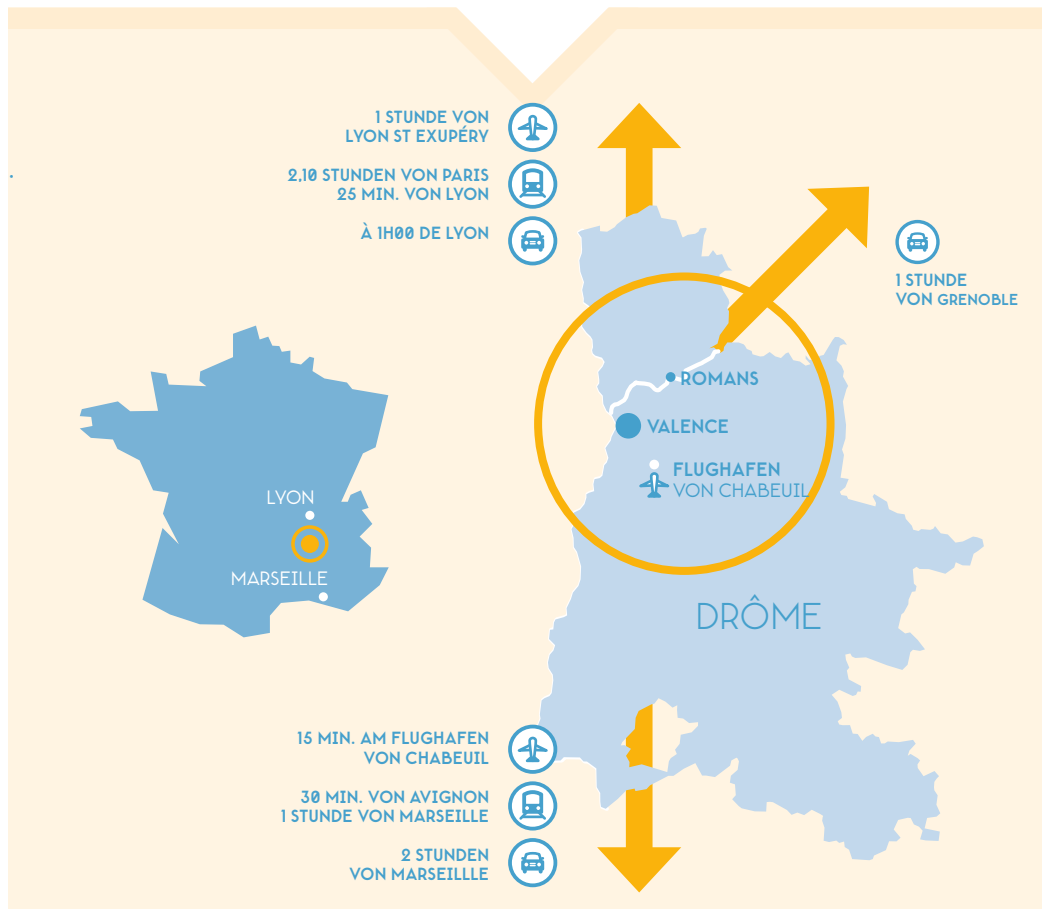 1 STUNDE VON
LYON ST EXUPÉRY
2,10 STUNDEN VON PARIS
25 MIN. VON LYON
À 1H00 DE LYON
1 STUNDE
VON GRENOBLE
ROMANS
VALENCE
FLUGHAFEN
VON CHABEUIL
LYON
MARSEILLE
DRÔME
15 MIN. AM FLUGHAFEN
VON CHABEUIL
30 MIN. VON AVIGNON
1 STUNDE VON MARSEILLE
2 STUNDEN
VON MARSEILLLE